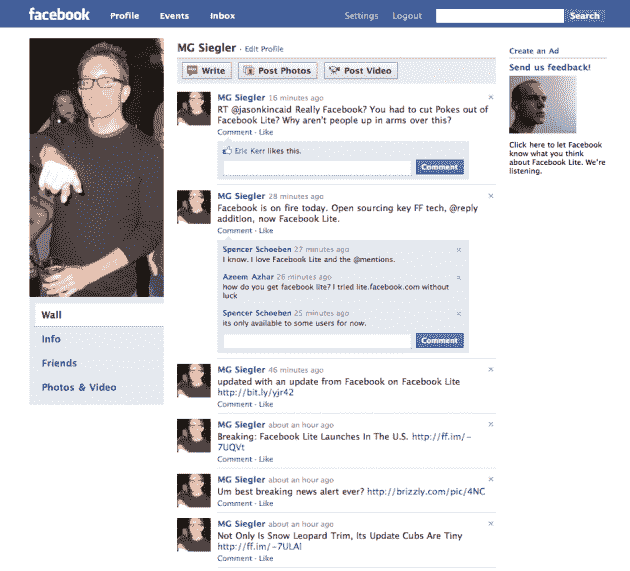 facebook Profile Events Inbox Settings Logout Search
MG Siegler · Edit Profile
Write Post Photos Post Video
MG Siegler 16 minutes ago
RT @jasonkincaid Really Facebook? You had to cut Pokes out of
Facebook Lite? Why aren't people up in arms over this?
Comment · Like
Eric Kerr likes this.
Comment
MG Siegler 28 minutes ago
Facebook is on fire today. Open sourcing key FF tech, @reply
addition, now Facebook Lite.
Comment · Like
Spencer Schoeben 27 minutes ago
I know. I love Facebook Lite and the @mentions.
Azeem Azhar 26 minutes ago
how do you get facebook lite? I tried lite.facebook.com without
luck
Spencer Schoeben 25 minutes ago
its only available to some users for now.
Comment
MG Siegler 46 minutes ago
updated with an update from Facebook on Facebook Lite
http://bit.ly/yjr42
Comment · Like
MG Siegler about an hour ago
Breaking: Facebook Lite Launches In The U.S. http://ff.im/-
7UQVt
Comment · Like
MG Siegler about an hour ago
Um best breaking news alert ever? http://brizzly.com/pic/4NC
Comment · Like
MG Siegler about an hour ago
Not Only Is Snow Leopard Trim, Its Update Cubs Are Tiny
http://ff.im/-7ULAI
Comment · Like
Wall
Info
Friends
Photos & Video
Create an Ad
Send us feedback!
Click here to let Facebook
know what you think
about Facebook Lite. We're
listening.